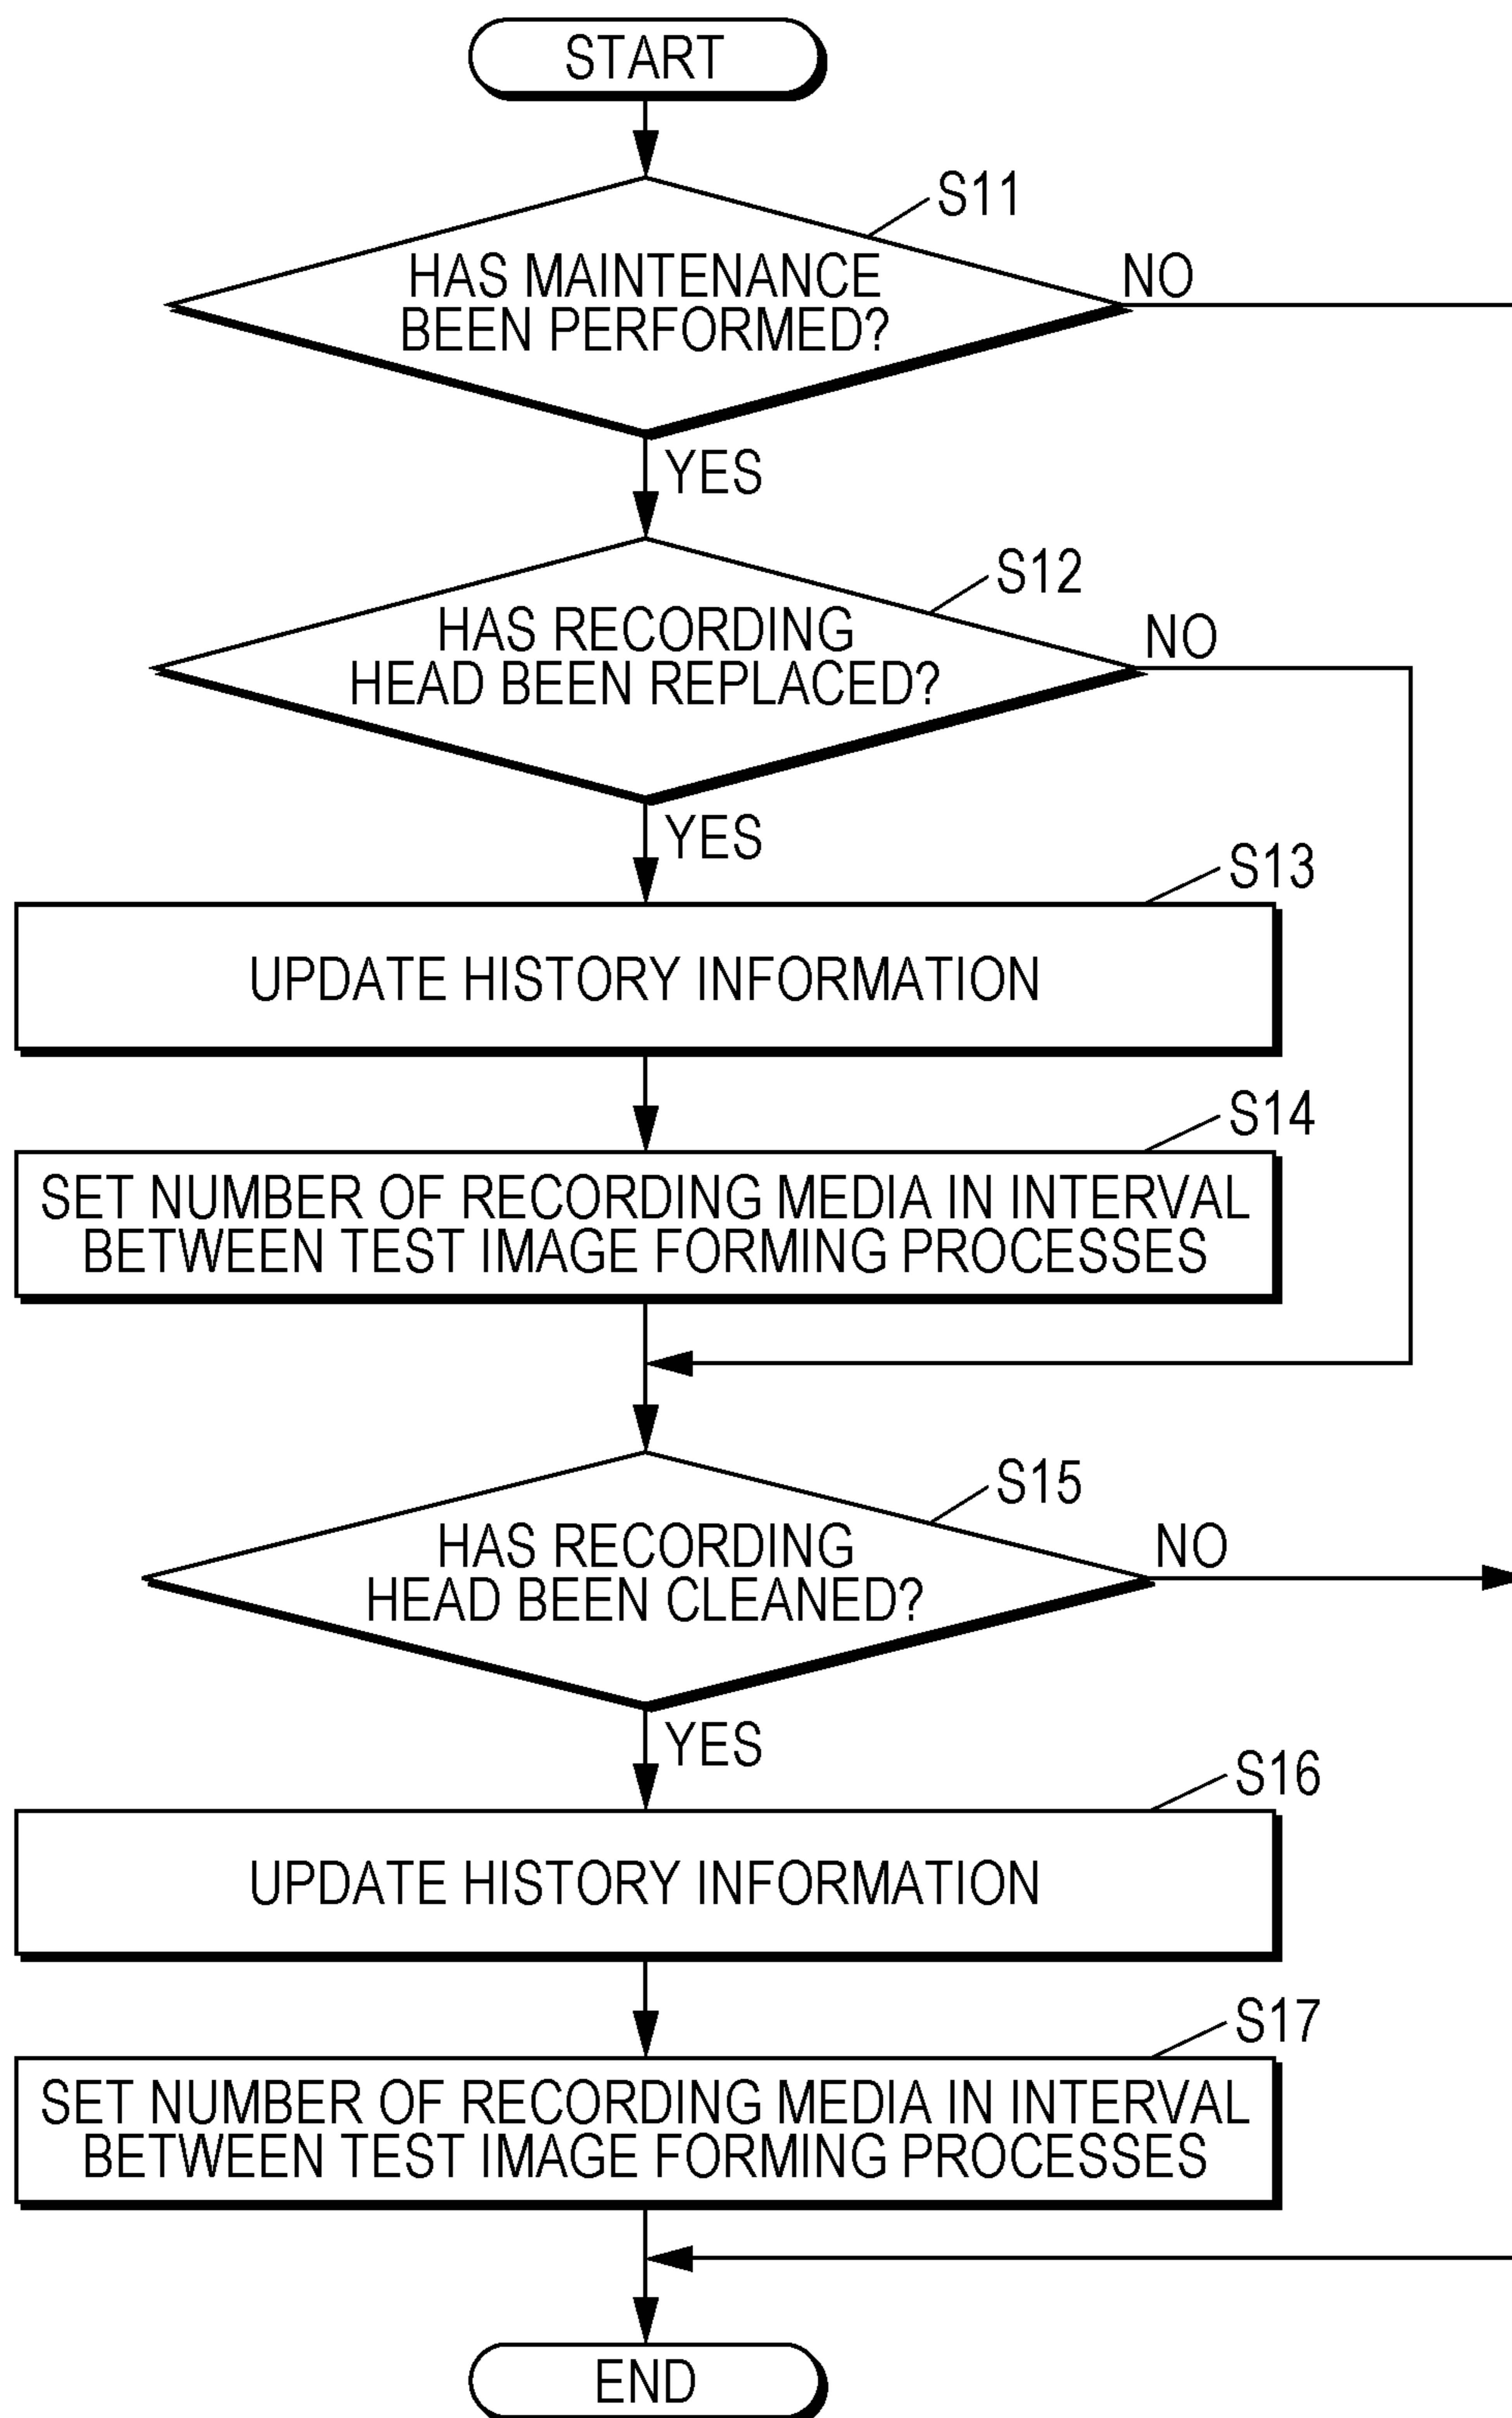 START
S11
HAS MAINTENANCE
BEEN PERFORMED?
NO
YES
S12
HAS RECORDING
HEAD BEEN REPLACED?
NO
YES
S13
UPDATE HISTORY INFORMATION
S14
SET NUMBER OF RECORDING MEDIA IN INTERVAL
BETWEEN TEST IMAGE FORMING PROCESSES
S15
HAS RECORDING
HEAD BEEN CLEANED?
NO
YES
S16
UPDATE HISTORY INFORMATION
S17
SET NUMBER OF RECORDING MEDIA IN INTERVAL
BETWEEN TEST IMAGE FORMING PROCESSES
END